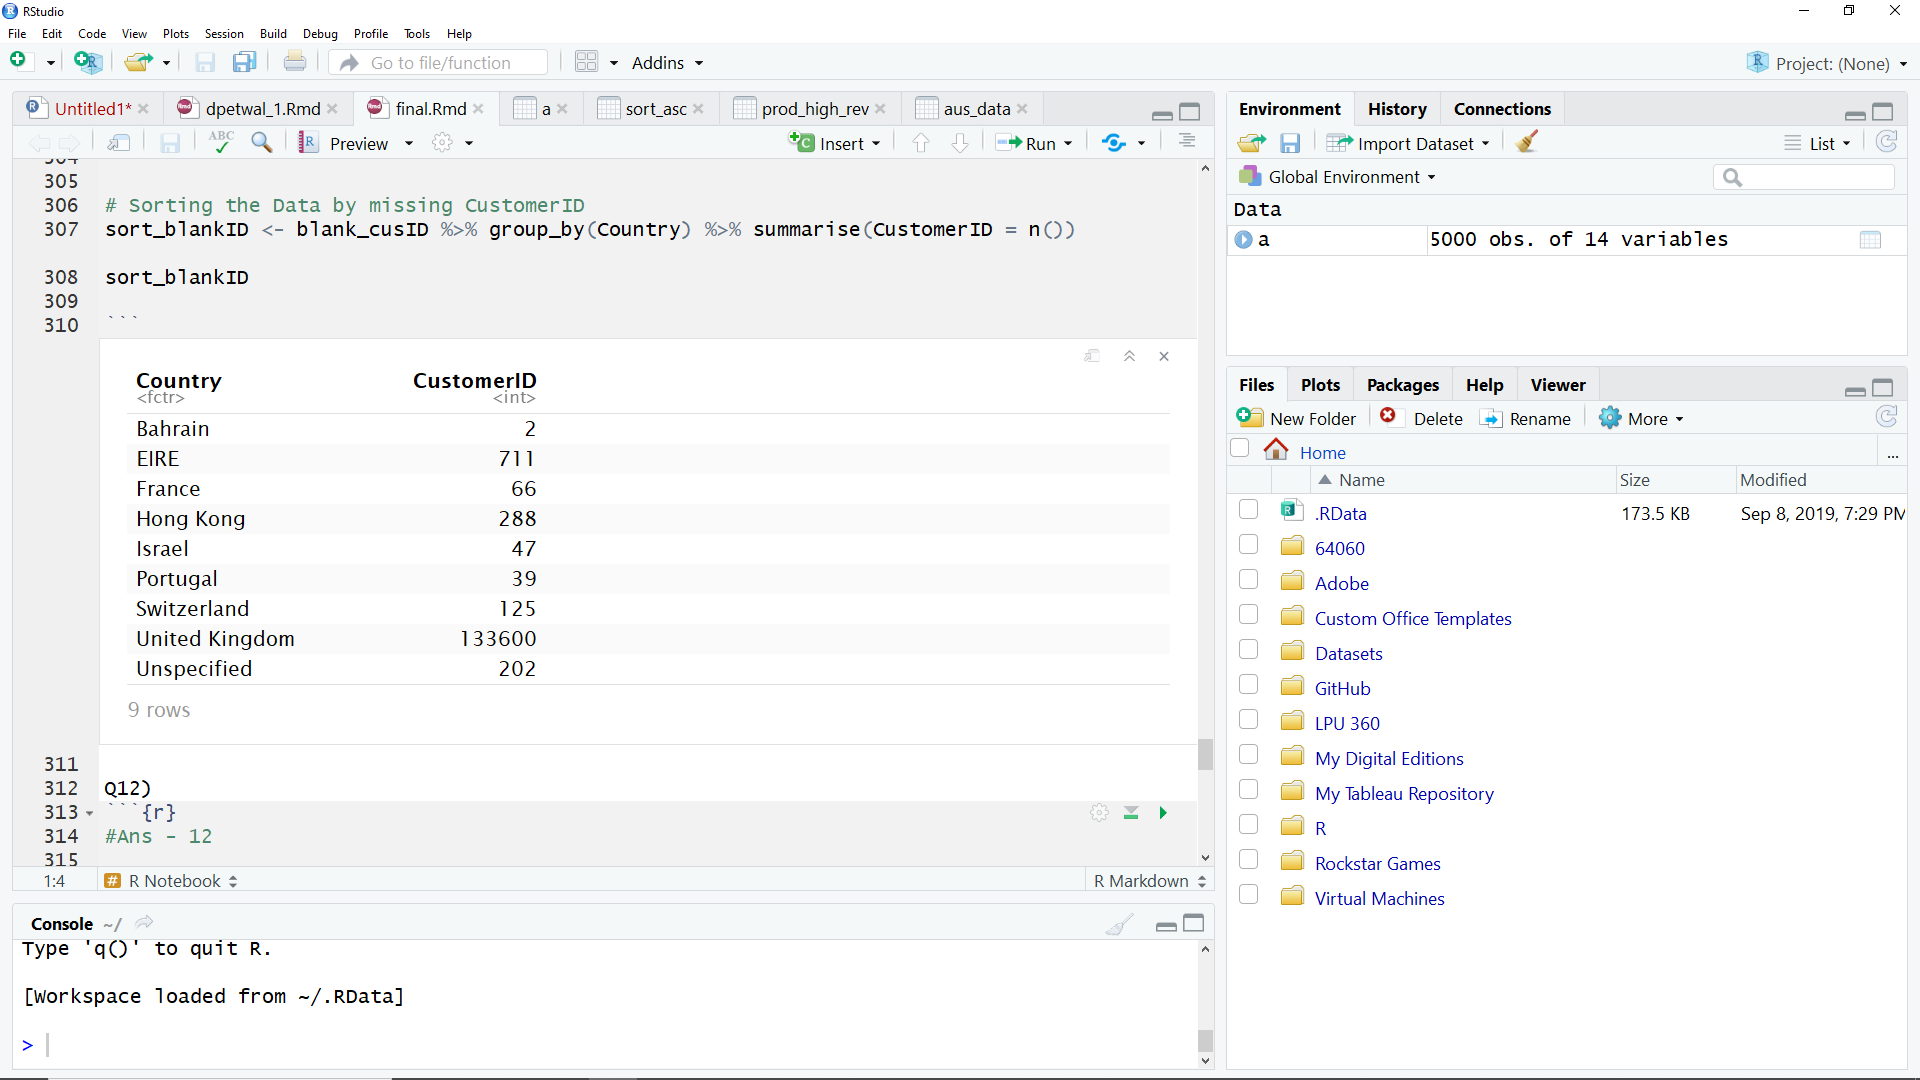 RStudio
File Edit Code View Plots Session Build Debug Profile Tools Help
Go to file/function Addins Project: (None)
Untitled1* dpetwal_1.Rmd final.Rmd a sort_asc prod_high_rev aus_data
ABC Preview Insert Run
304
305
306 # Sorting the Data by missing CustomerID
307 sort_blankID <- blank_cusID %>% group_by(Country) %>% summarise(CustomerID = n())
308 sort_blankID
309
310 ```
Country CustomerID
<fctr> <int>
Bahrain 2
EIRE 711
France 66
Hong Kong 288
Israel 47
Portugal 39
Switzerland 125
United Kingdom 133600
Unspecified 202
9 rows
311
312 Q12)
313 ```{r}
314 #Ans - 12
315
1:4 # R Notebook R Markdown
Console ~/
Type 'q()' to quit R.
[Workspace loaded from ~/.RData]
>
Environment History Connections
Import Dataset List
Global Environment
Data
a 5000 obs. of 14 variables
Files Plots Packages Help Viewer
New Folder Delete Rename More
Home ...
Name Size Modified
.RData 173.5 KB Sep 8, 2019, 7:29 PM
64060
Adobe
Custom Office Templates
Datasets
GitHub
LPU 360
My Digital Editions
My Tableau Repository
R
Rockstar Games
Virtual Machines